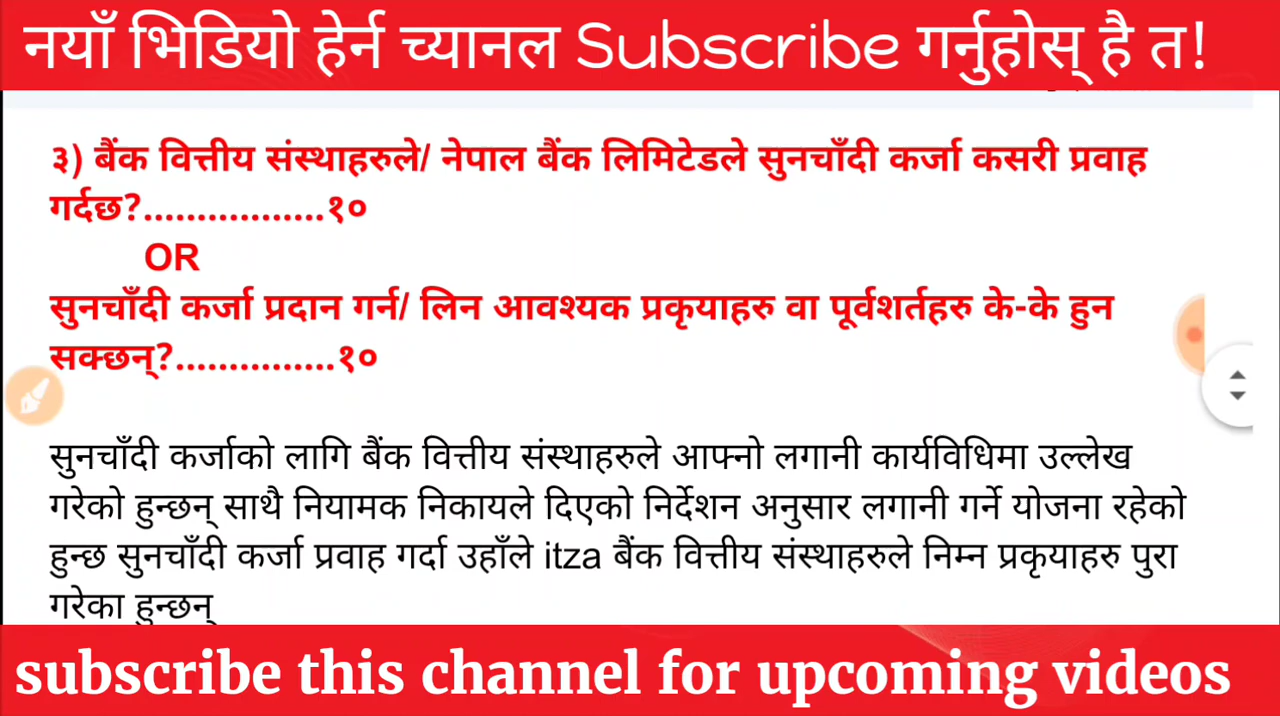 नयाँ भिडियो हेर्न च्यानल Subscribe गर्नुहोस् है त!
३) बैंक वित्तीय संस्थाहरुले/ नेपाल बैंक लिमिटेडले सुनचाँदी कर्जा कसरी प्रवाह
गर्दछ?.................१०
OR
सुनचाँदी कर्जा प्रदान गर्न/ लिन आवश्यक प्रकृयाहरु वा पूर्वशर्तहरु के-के हुन
सक्छन्?...............१०
सुनचाँदी कर्जाको लागि बैंक वित्तीय संस्थाहरुले आफ्नो लगानी कार्यविधिमा उल्लेख
गरेको हुन्छन् साथै नियामक निकायले दिएको निर्देशन अनुसार लगानी गर्ने योजना रहेको
हुन्छ सुनचाँदी कर्जा प्रवाह गर्दा उहाँले itza बैंक वित्तीय संस्थाहरुले निम्न प्रकृयाहरु पुरा
गरेका हुन्छन्
subscribe this channel for upcoming videos